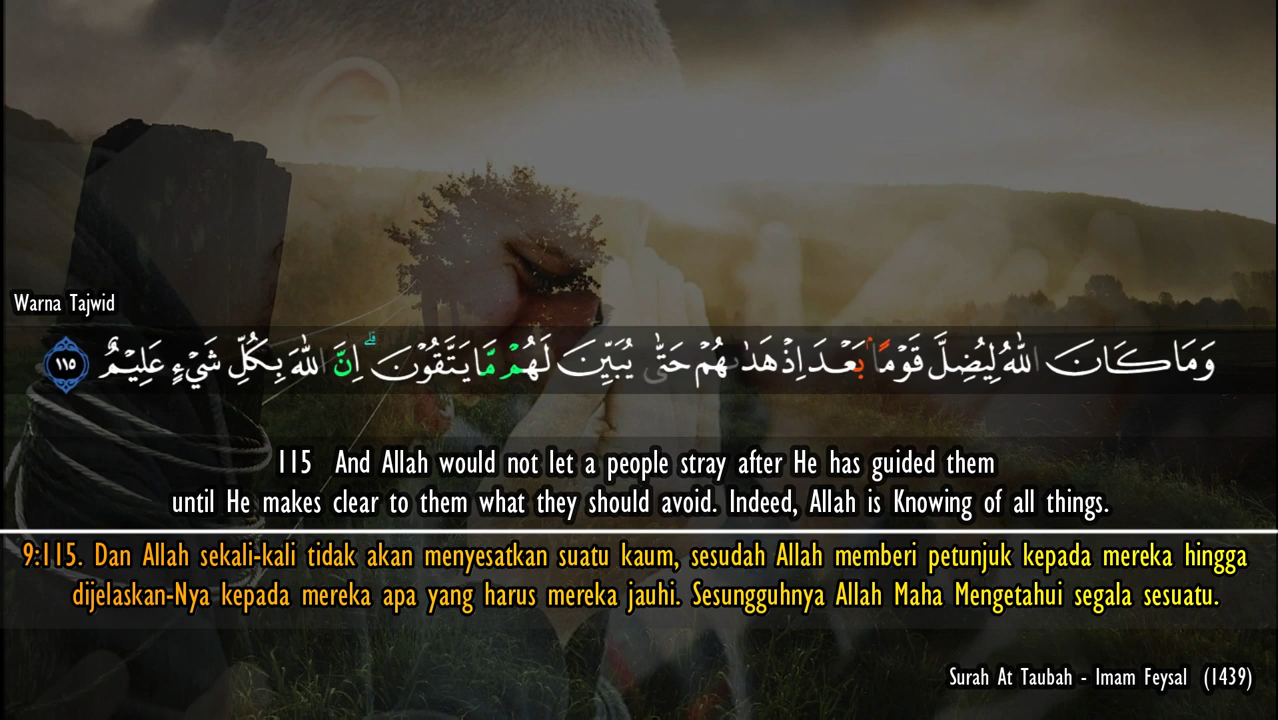 Warna Tajwid
وَمَا كَانَ اللّٰهُ لِيُضِلَّ قَوْمًاۢ بَعْدَ اِذْ هَدٰىهُمْ حَتّٰى يُبَيِّنَ لَهُمْ مَّا يَتَّقُوْنَۗ اِنَّ اللّٰهَ بِكُلِّ شَيْءٍ عَلِيْمٌ ١١٥
115 And Allah would not let a people stray after He has guided them
until He makes clear to them what they should avoid. Indeed, Allah is Knowing of all things.
9:115. Dan Allah sekali-kali tidak akan menyesatkan suatu kaum, sesudah Allah memberi petunjuk kepada mereka hingga
dijelaskan-Nya kepada mereka apa yang harus mereka jauhi. Sesungguhnya Allah Maha Mengetahui segala sesuatu.
Surah At Taubah - Imam Feysal (1439)